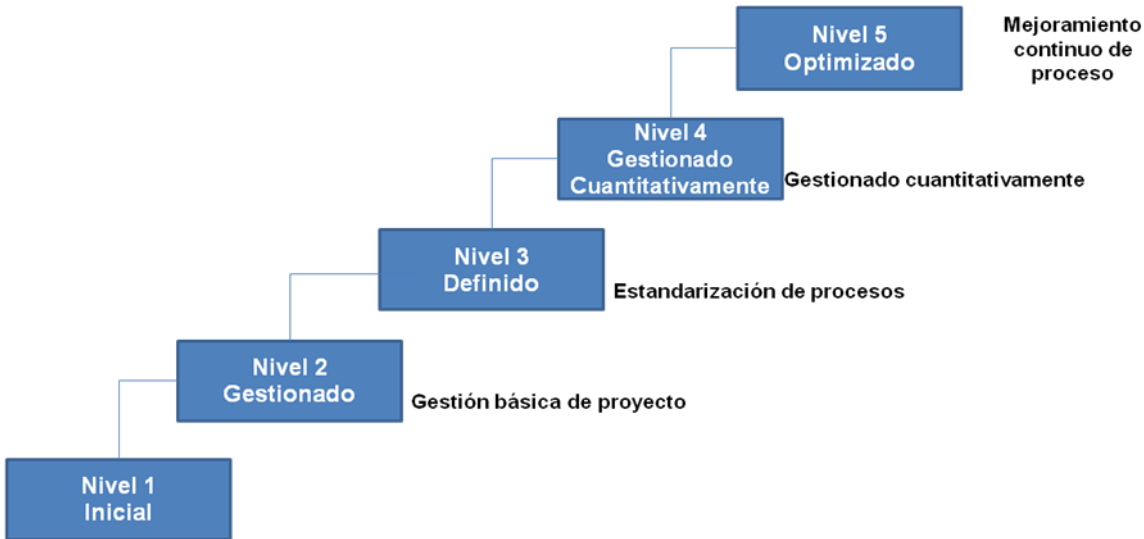 Nivel 5
Optimizado
Mejoramiento
continuo de
proceso
Nivel 4
Gestionado
Cuantitativamente
Gestionado cuantitativamente
Nivel 3
Definido
Estandarización de procesos
Nivel 2
Gestionado
Gestión básica de proyecto
Nivel 1
Inicial